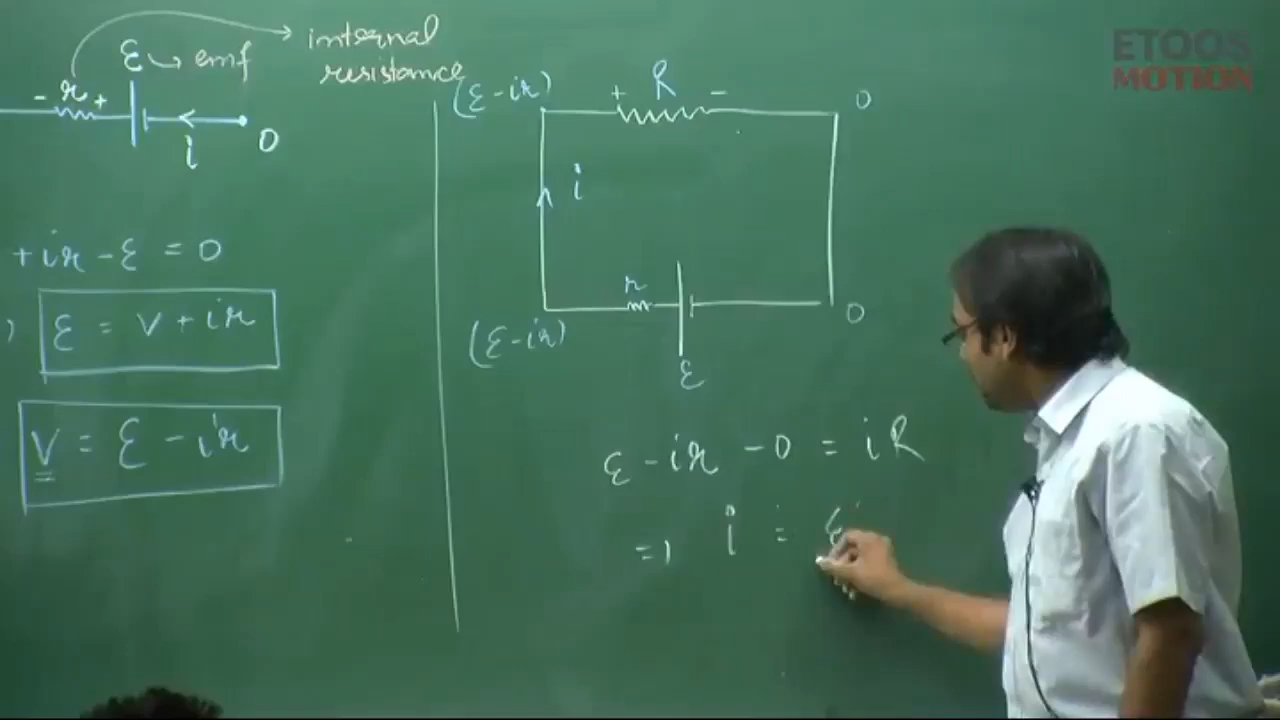 ETOOS
MOTION
internal
resistance
ε → emf
- r +
i
0
+ir - ε = 0
) ε = V + ir
V = ε - ir
(ε - ir)
+ R -
0
i
r
(ε - ir)
ε
0
ε - ir - 0 = iR
⇒ i = ε